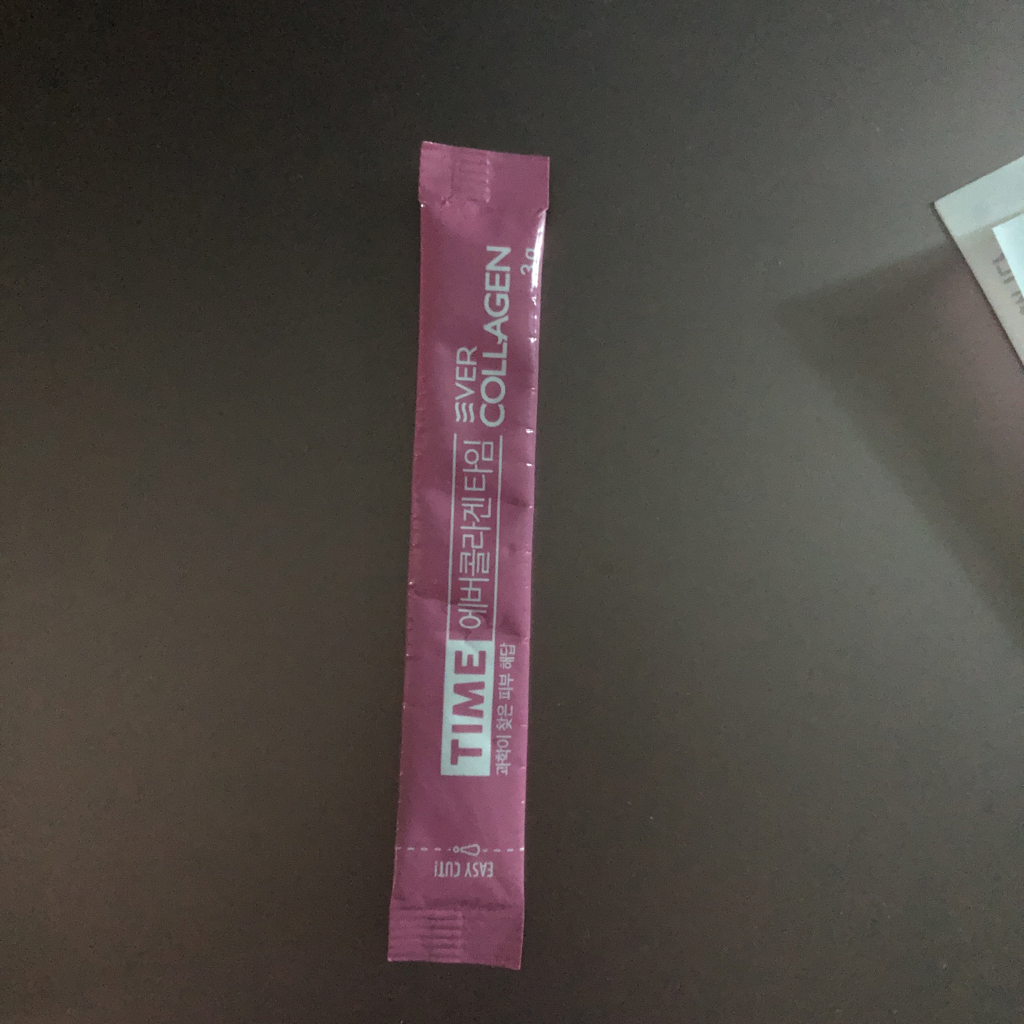 EVER
COLLAGEN
3g
TIME 에버콜라겐 타임
과학이 찾은 피부 해답
EASY CUT!